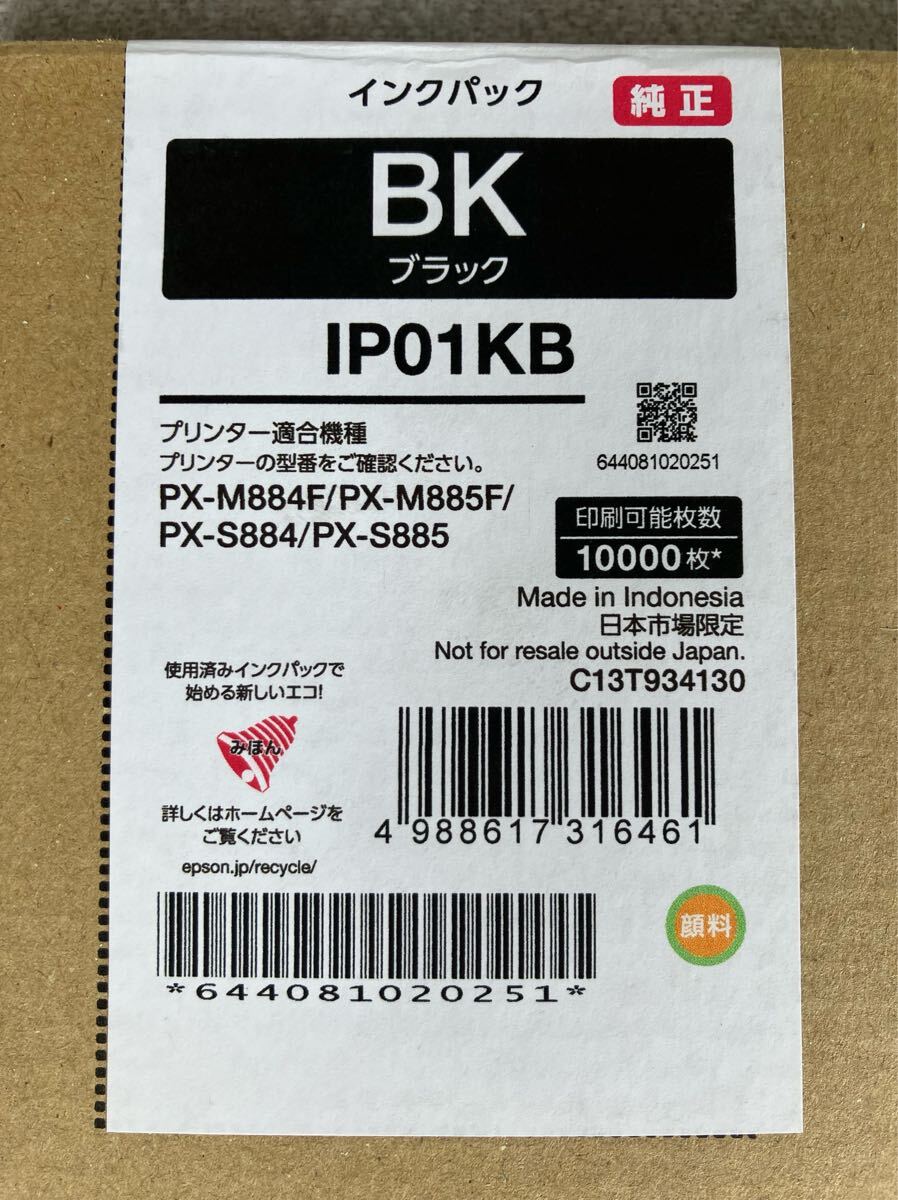 インクパック
純正
BK
ブラック
IP01KB
プリンター適合機種
プリンターの型番をご確認ください。
PX-M884F/PX-M885F/
PX-S884/PX-S885
644081020251
印刷可能枚数
10000枚*
Made in Indonesia
日本市場限定
Not for resale outside Japan.
C13T934130
使用済みインクパックで
始める新しいエコ!
みほん
詳しくはホームページを
ご覧ください
epson.jp/recycle/
4 988617 316461
顔料
*644081020251*